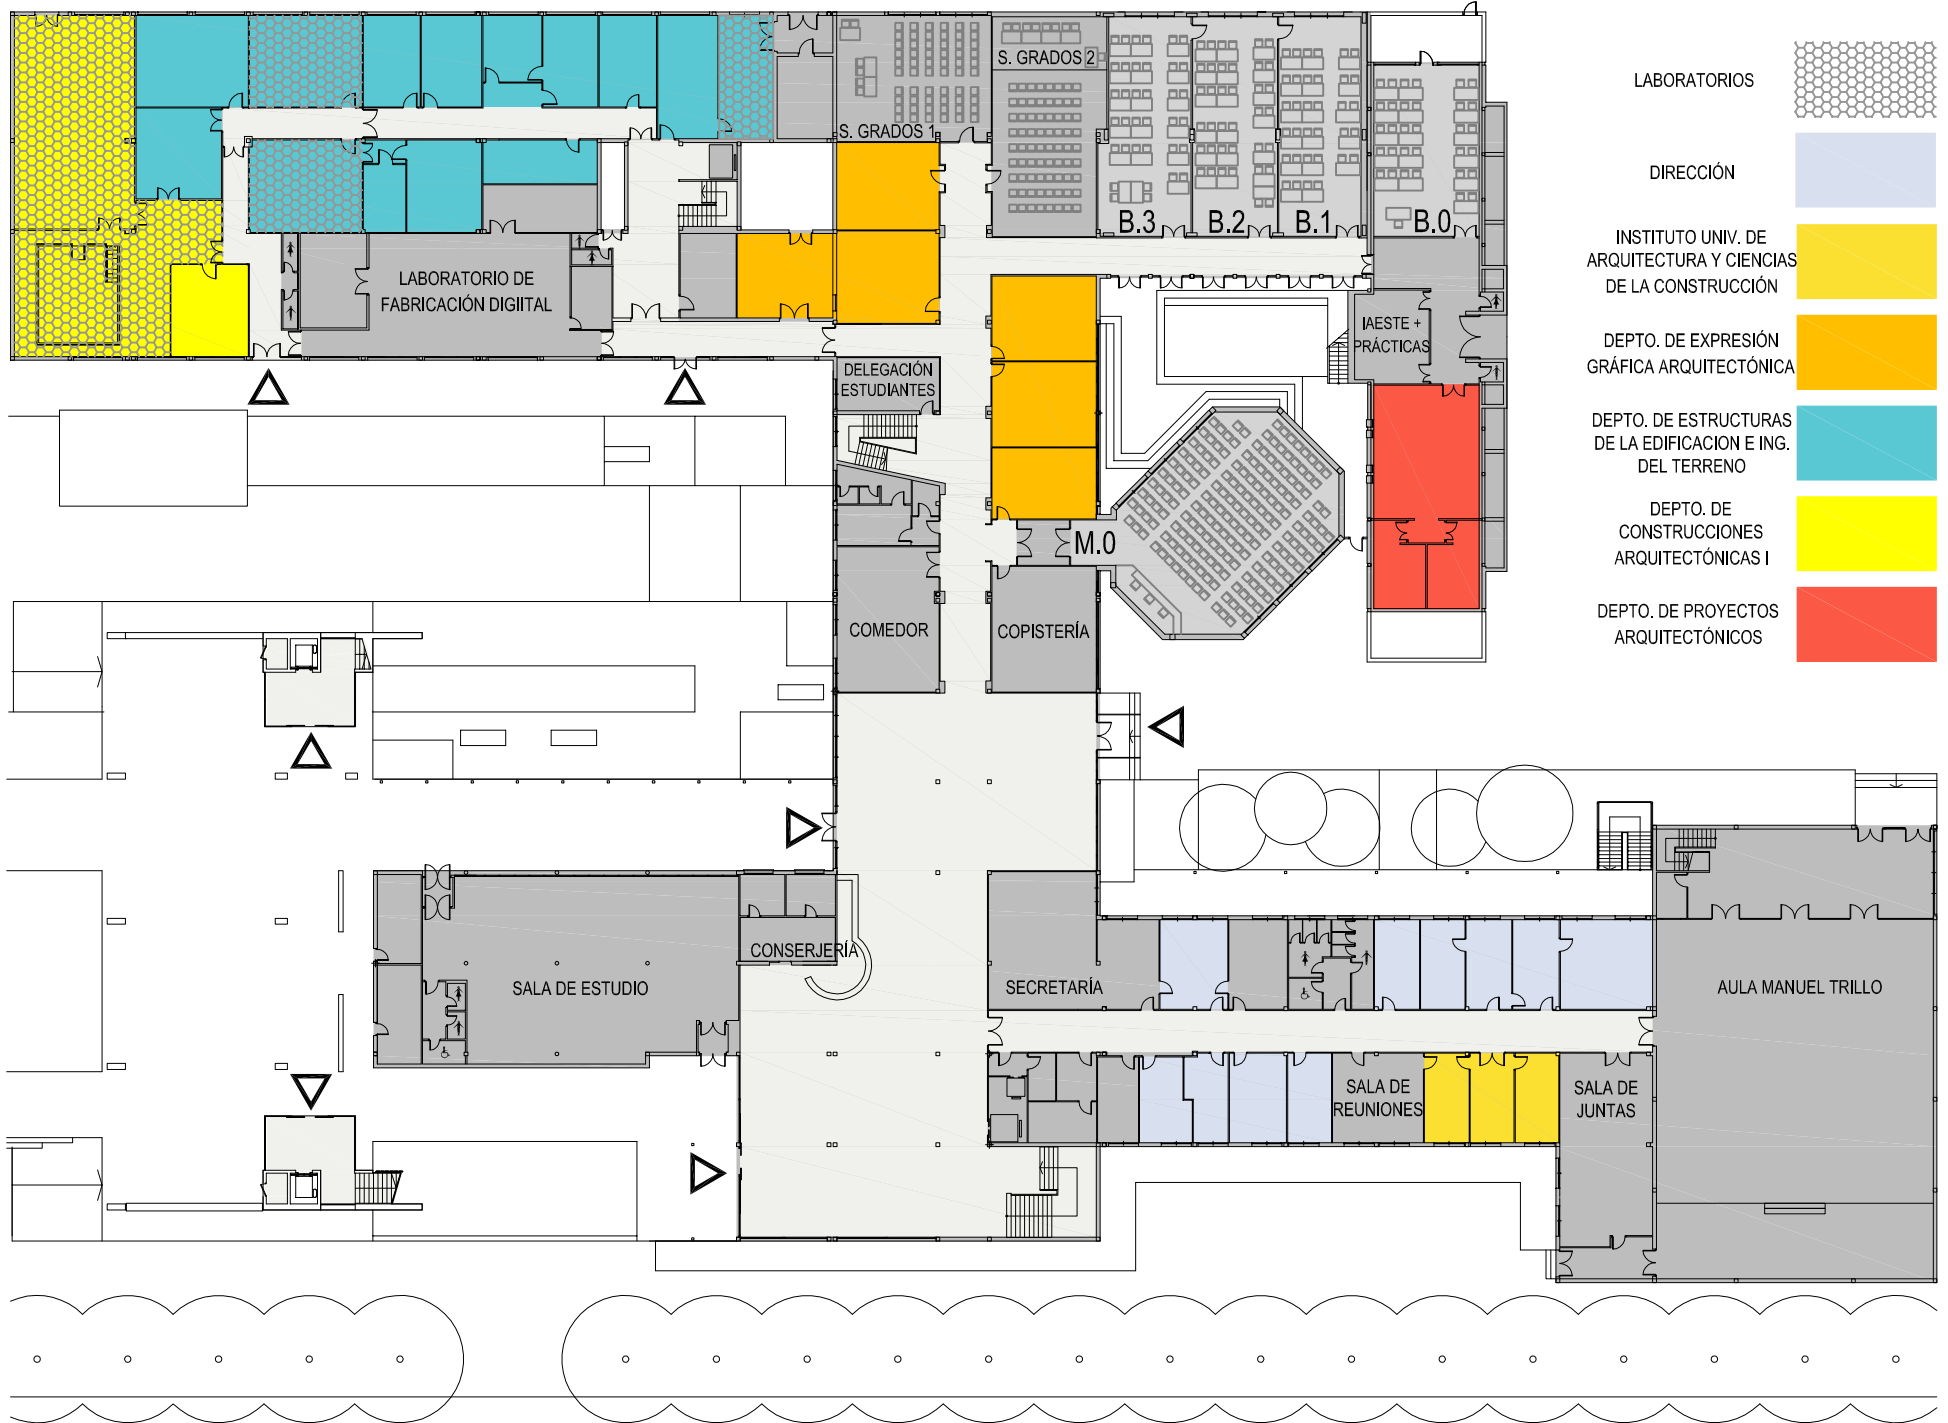 S. GRADOS 1
S. GRADOS 2
B.3
B.2
B.1
B.0
LABORATORIO DE
FABRICACIÓN DIGIITAL
IAESTE +
PRÁCTICAS
DELEGACIÓN
ESTUDIANTES
M.0
COMEDOR
COPISTERÍA
CONSERJERÍA
SALA DE ESTUDIO
SECRETARÍA
AULA MANUEL TRILLO
SALA DE
REUNIONES
SALA DE
JUNTAS
LABORATORIOS
DIRECCIÓN
INSTITUTO UNIV. DE
ARQUITECTURA Y CIENCIAS
DE LA CONSTRUCCIÓN
DEPTO. DE EXPRESIÓN
GRÁFICA ARQUITECTÓNICA
DEPTO. DE ESTRUCTURAS
DE LA EDIFICACION E ING.
DEL TERRENO
DEPTO. DE
CONSTRUCCIONES
ARQUITECTÓNICAS I
DEPTO. DE PROYECTOS
ARQUITECTÓNICOS